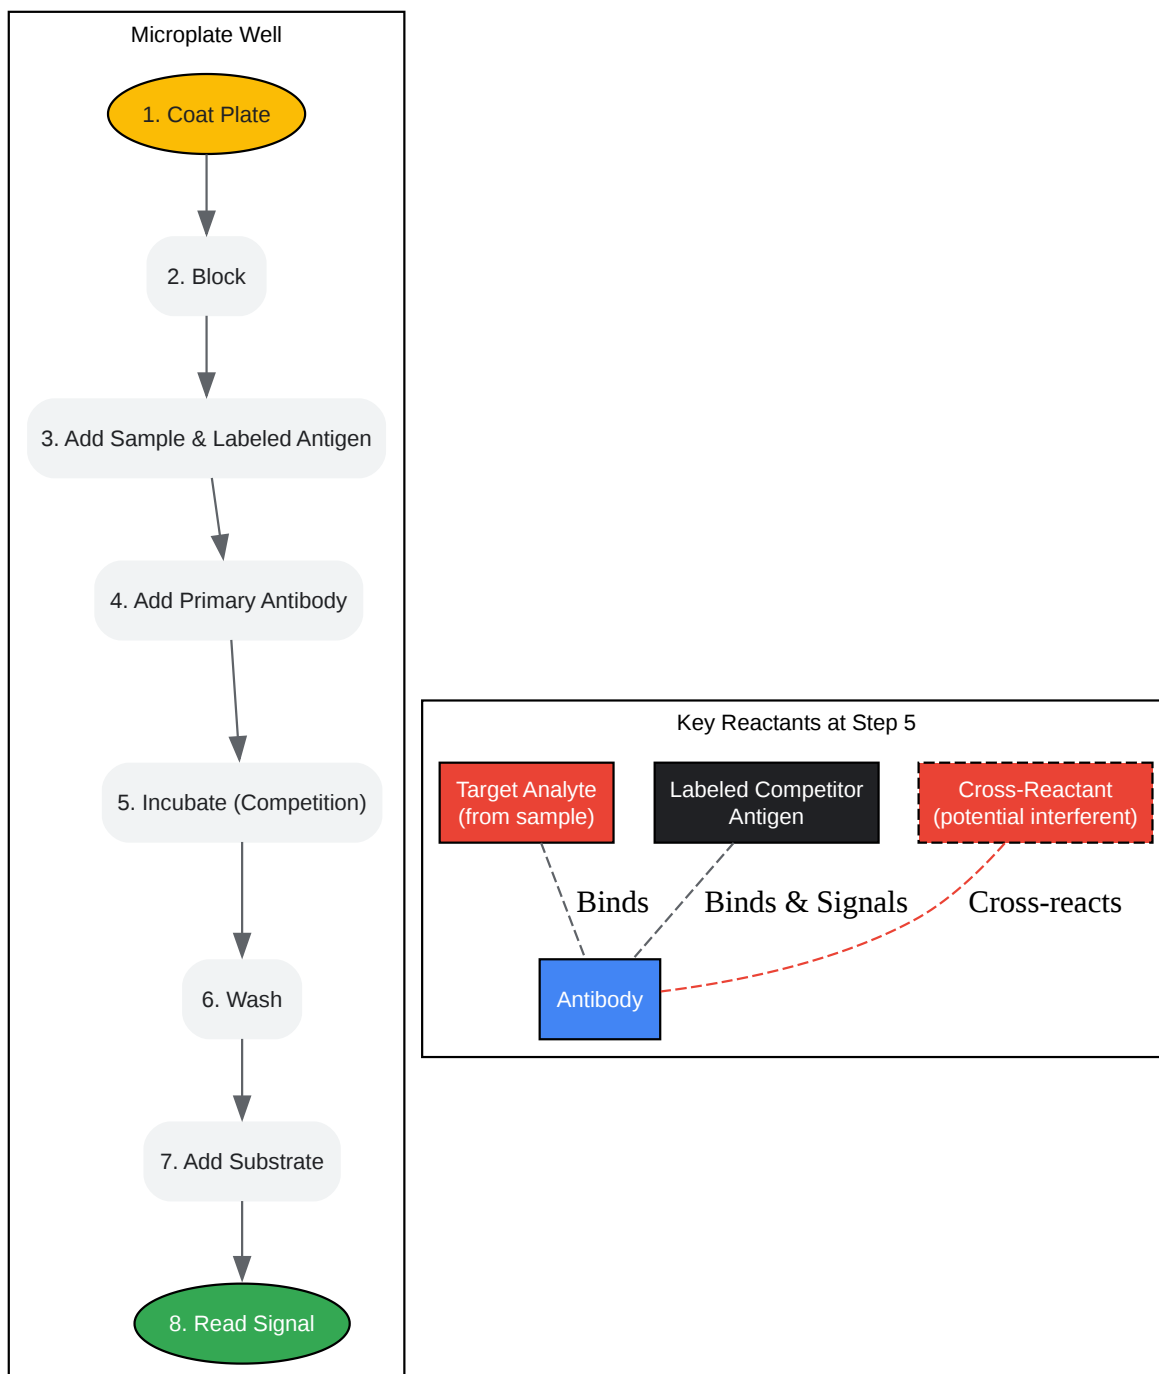 Microplate Well
1. Coat Plate
2. Block
3. Add Sample & Labeled Antigen
4. Add Primary Antibody
5. Incubate (Competition)
6. Wash
7. Add Substrate
8. Read Signal
Key Reactants at Step 5
Target Analyte
(from sample)
Labeled Competitor
Antigen
Cross-Reactant
(potential interferent)
Binds
Binds & Signals
Cross-reacts
Antibody